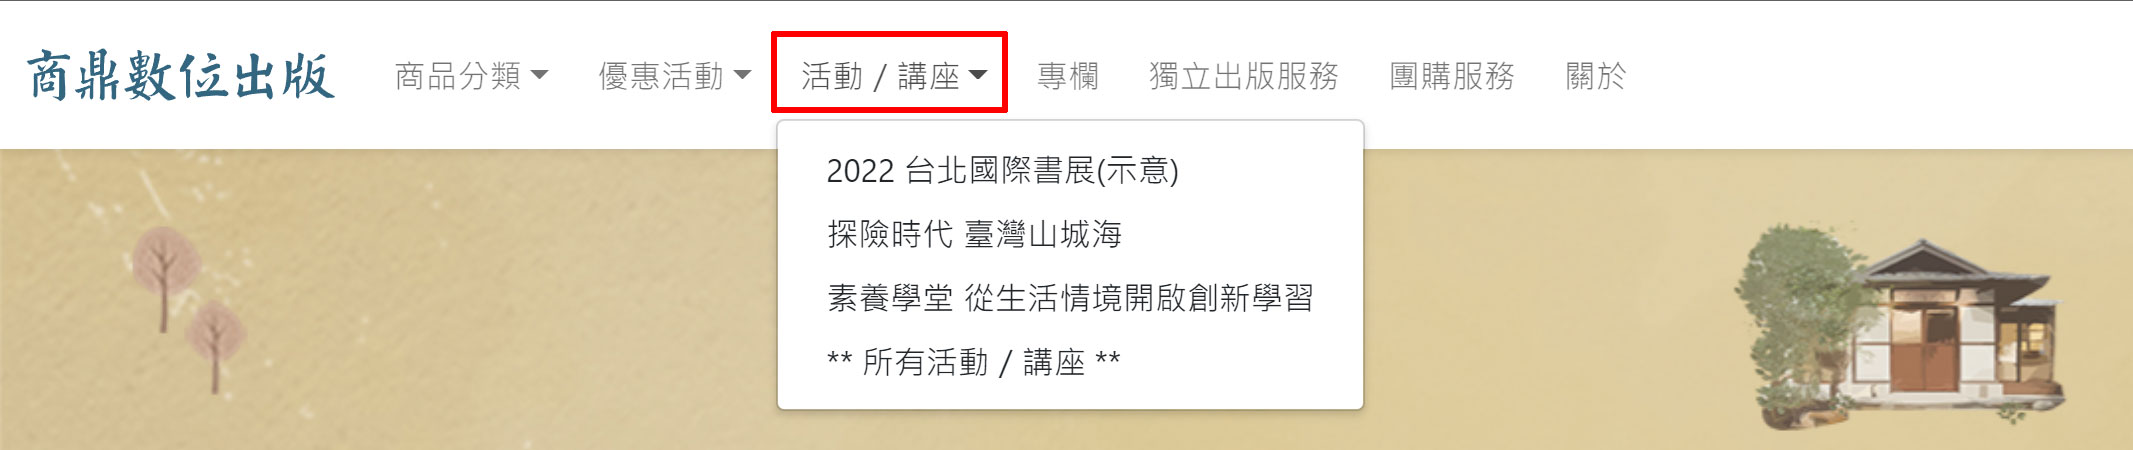 商鼎數位出版 商品分類 優惠活動 活動 / 講座 專欄 獨立出版服務 團購服務 關於
2022 台北國際書展(示意)
探險時代 臺灣山城海
素養學堂 從生活情境開啟創新學習
** 所有活動 / 講座 **